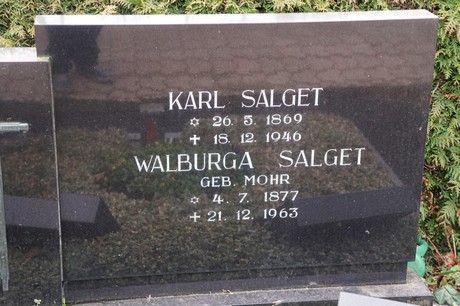 KARL SALGET
✡ 26. 5. 1869
+ 18. 12. 1946
WALBURGA SALGET
GEB. MOHR
✡ 4. 7. 1877
+ 21. 12. 1963